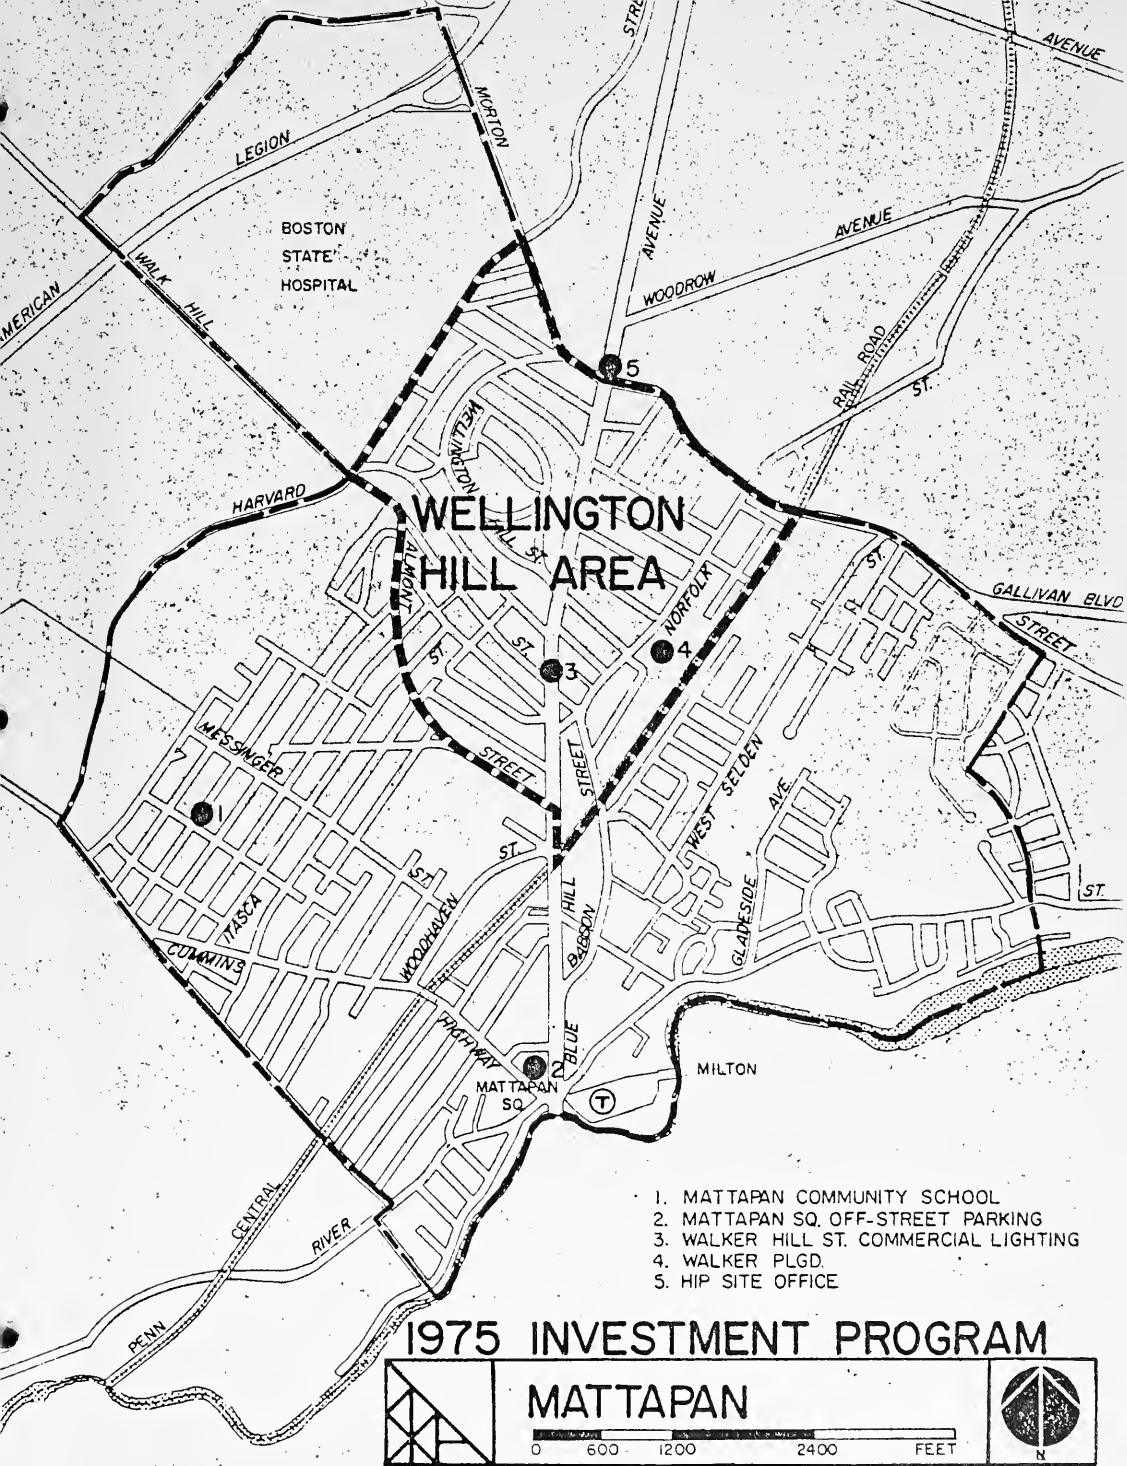 STRE
AVENUE
MORTON
LEGION
BOSTON
STATE
HOSPITAL
AVENUE
AVENUE
WALK
HILL
WOODROW
AMERICAN
RAIL ROAD
5
ST.
WELLINGTON
HARVARD
WELLINGTON
HILL AREA
HILL ST.
ALMONT
NORFOLK
ST.
GALLIVAN BLVD
STREET
ST.
ST.
3
4
MESSINGER
STREET
STREET
WEST SELDEN
AVE.
1
ST.
ST.
ST.
ITASCA
WOODHAVEN
HILL
BABSON
GLADESIDE
CUMMINS
HIGHWAY
BLUE
2
MATTAPAN
SQ.
T
MILTON
CENTRAL
RIVER
PENN
1. MATTAPAN COMMUNITY SCHOOL
2. MATTAPAN SQ. OFF-STREET PARKING
3. WALKER HILL ST. COMMERCIAL LIGHTING
4. WALKER PLGD.
5. HIP SITE OFFICE
1975 INVESTMENT PROGRAM
MATTAPAN
0 600 1200 2400 FEET
N